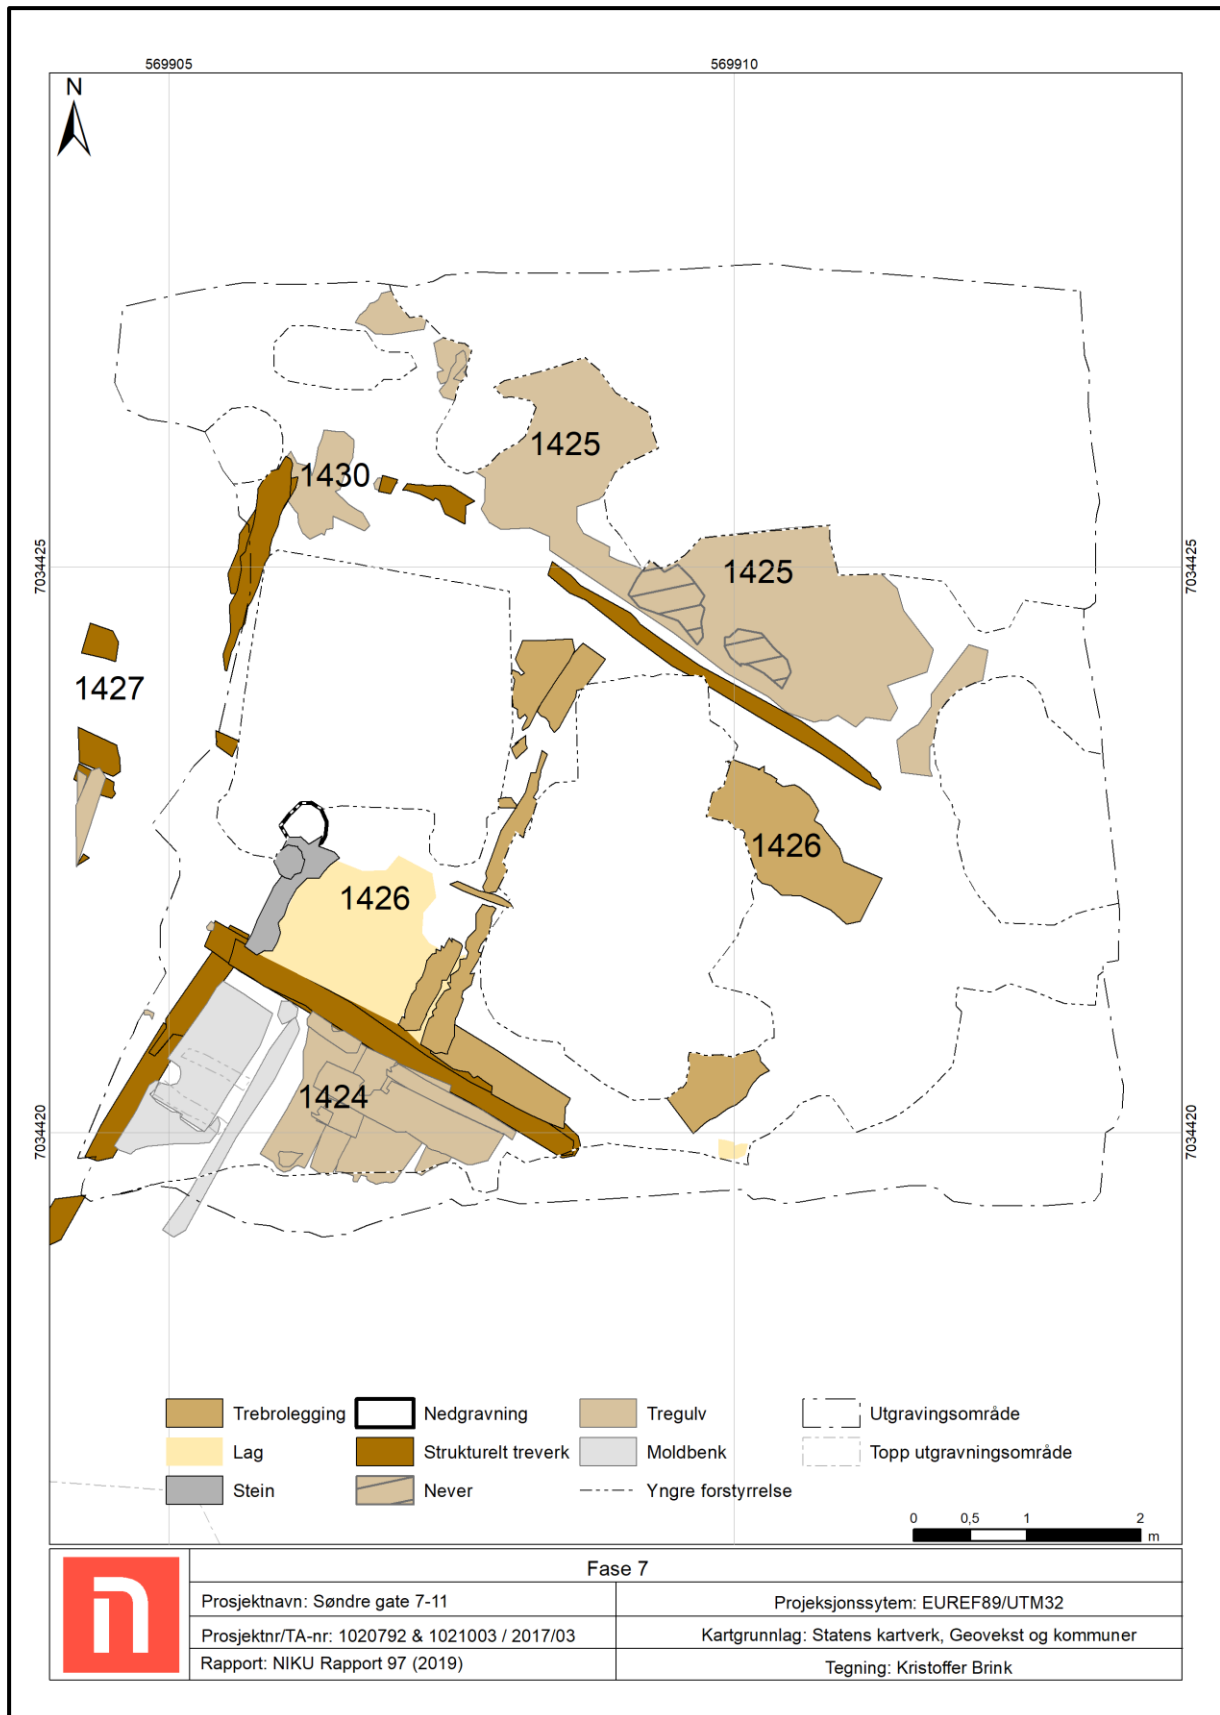 569905 569910
N
1425
1430
7034425 1425 7034425
1427
1426
1426
1424
7034420 7034420
Trebrolegging Nedgravning Tregulv Utgravingsområde
Lag Strukturelt treverk Moldbenk Topp utgravningsområde
Stein Never Yngre forstyrrelse
0 0,5 1 2
m
Fase 7
Prosjektnavn: Søndre gate 7-11 Projeksjonssytem: EUREF89/UTM32
Prosjektnr/TA-nr: 1020792 & 1021003 / 2017/03 Kartgrunnlag: Statens kartverk, Geovekst og kommuner
Rapport: NIKU Rapport 97 (2019) Tegning: Kristoffer Brink